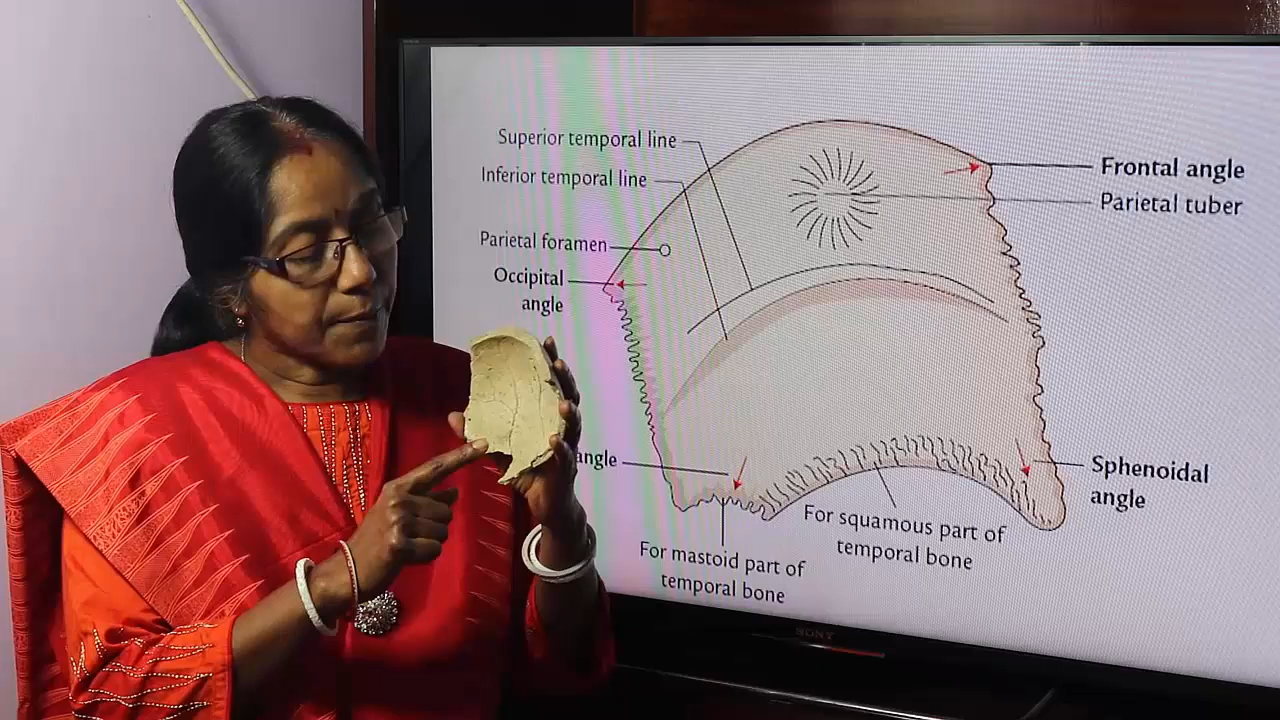 Superior temporal line
Inferior temporal line
Parietal foramen
Occipital
angle
angle
For mastoid part of
temporal bone
For squamous part of
temporal bone
Frontal angle
Parietal tuber
Sphenoidal
angle
SONY